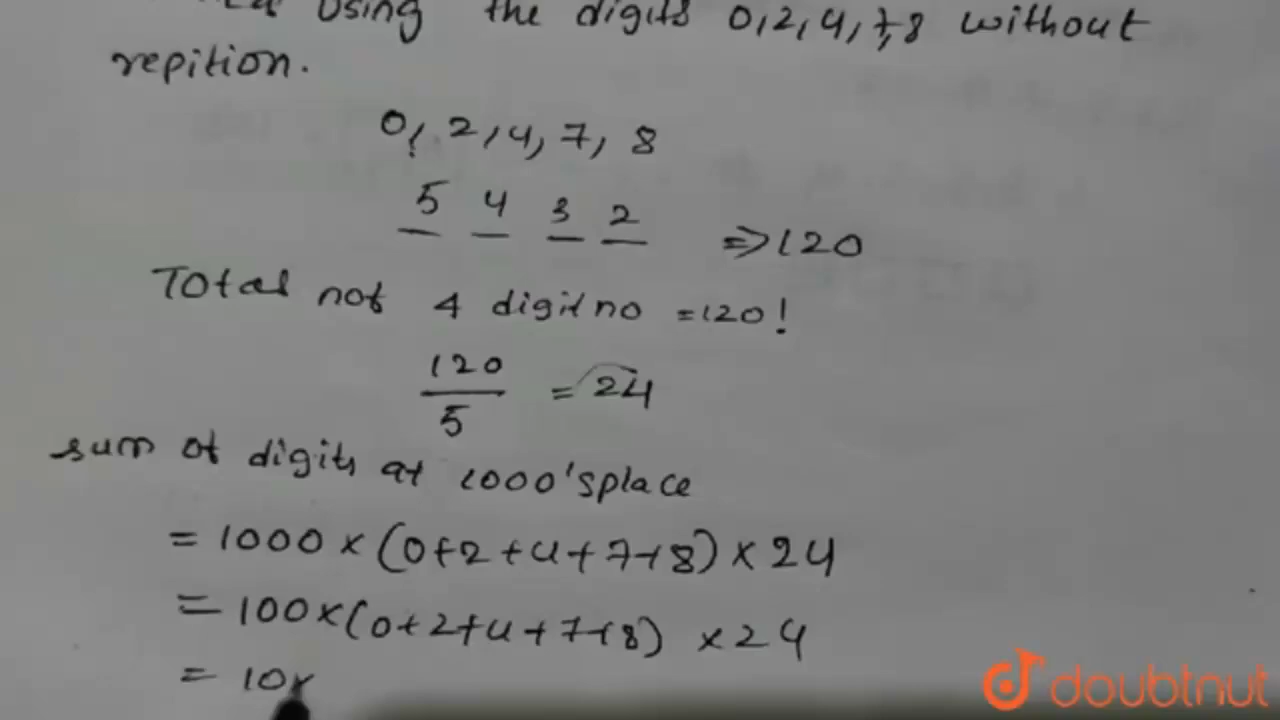 using the digits 0,2,4,7,8 without
repition.
0, 2, 4, 7, 8
5 4 3 2 => 120
Total not 4 digit no = 120!
120
5
= 24
sum of digits at 1000's place
= 1000 × (0+2+4+7+8) × 24
= 100 × (0+2+4+7+8) × 24
= 10×
doubtnut